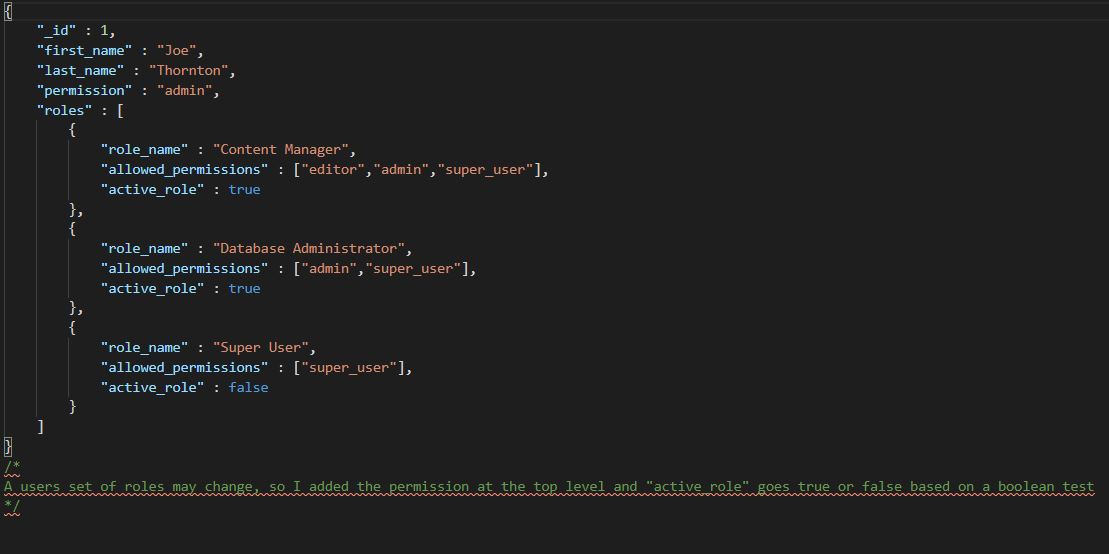 {
    "_id" : 1,
    "first_name" : "Joe",
    "last_name" : "Thornton",
    "permission" : "admin",
    "roles" : [
        {
            "role_name" : "Content Manager",
            "allowed_permissions" : ["editor","admin","super_user"],
            "active_role" : true
        },
        {
            "role_name" : "Database Administrator",
            "allowed_permissions" : ["admin","super_user"],
            "active_role" : true
        },
        {
            "role_name" : "Super User",
            "allowed_permissions" : ["super_user"],
            "active_role" : false
        }
    ]
}
/*
A users set of roles may change, so I added the permission at the top level and "active_role" goes true or false based on a boolean test
*/